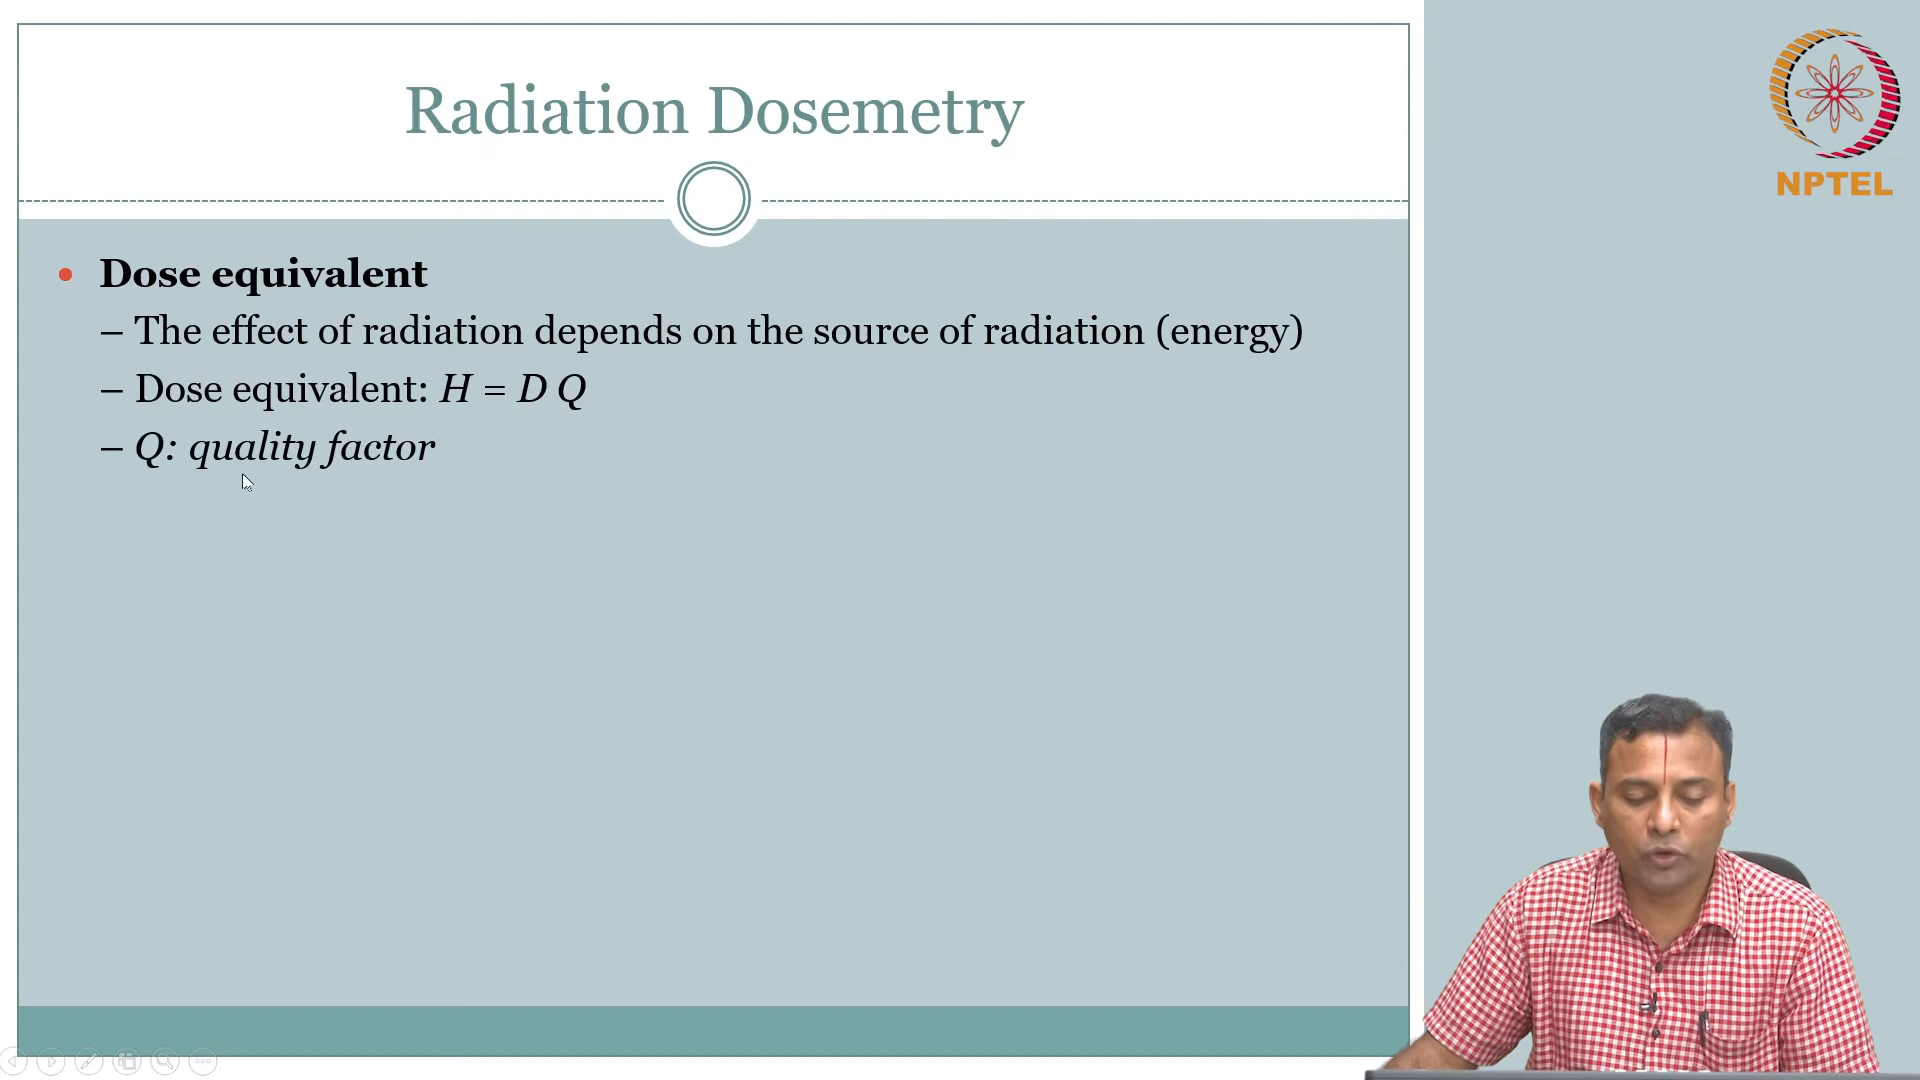 Radiation Dosemetry
NPTEL
• Dose equivalent
– The effect of radiation depends on the source of radiation (energy)
– Dose equivalent: H = D Q
– Q: quality factor